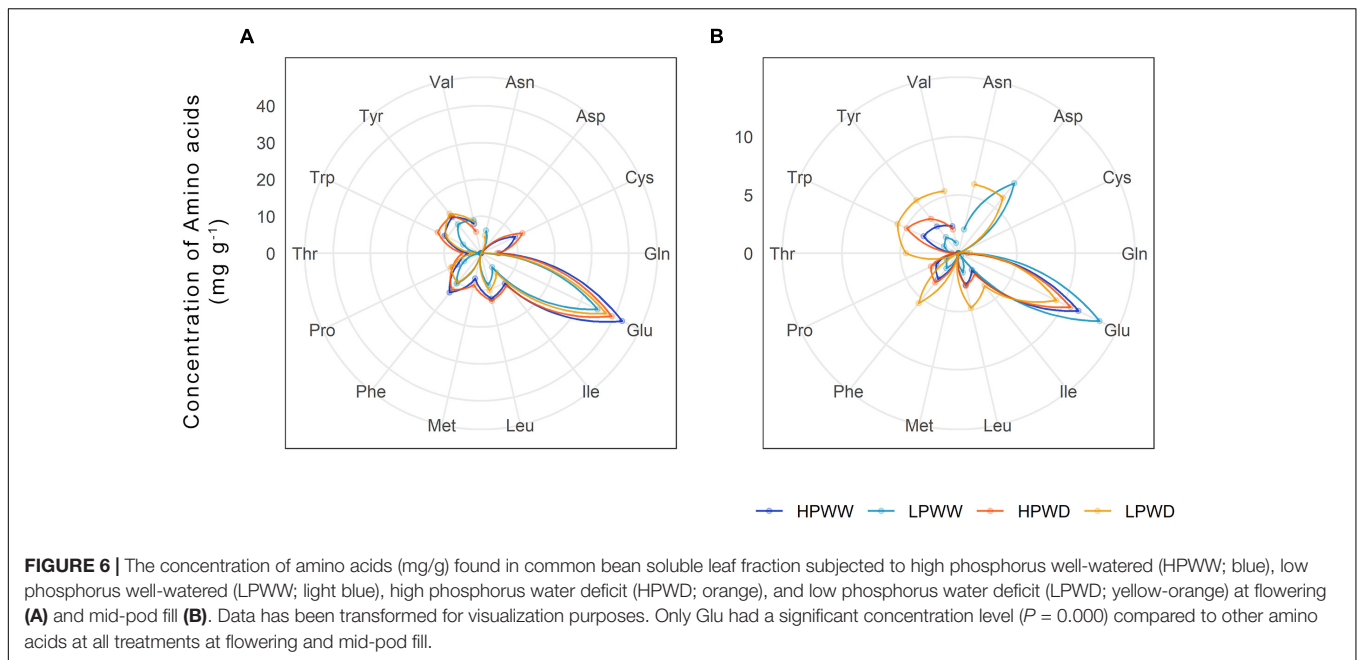 A
B
Concentration of Amino acids
(mg g⁻¹)
40
30
20
10
0
Val
Asn
Asp
Cys
Gln
Glu
Ile
Leu
Met
Phe
Pro
Thr
Trp
Tyr
10
5
0
Val
Asn
Asp
Cys
Gln
Glu
Ile
Leu
Met
Phe
Pro
Thr
Trp
Tyr
HPWW LPWW HPWD LPWD
FIGURE 6 | The concentration of amino acids (mg/g) found in common bean soluble leaf fraction subjected to high phosphorus well-watered (HPWW; blue), low
phosphorus well-watered (LPWW; light blue), high phosphorus water deficit (HPWD; orange), and low phosphorus water deficit (LPWD; yellow-orange) at flowering
(A) and mid-pod fill (B). Data has been transformed for visualization purposes. Only Glu had a significant concentration level (P = 0.000) compared to other amino
acids at all treatments at flowering and mid-pod fill.